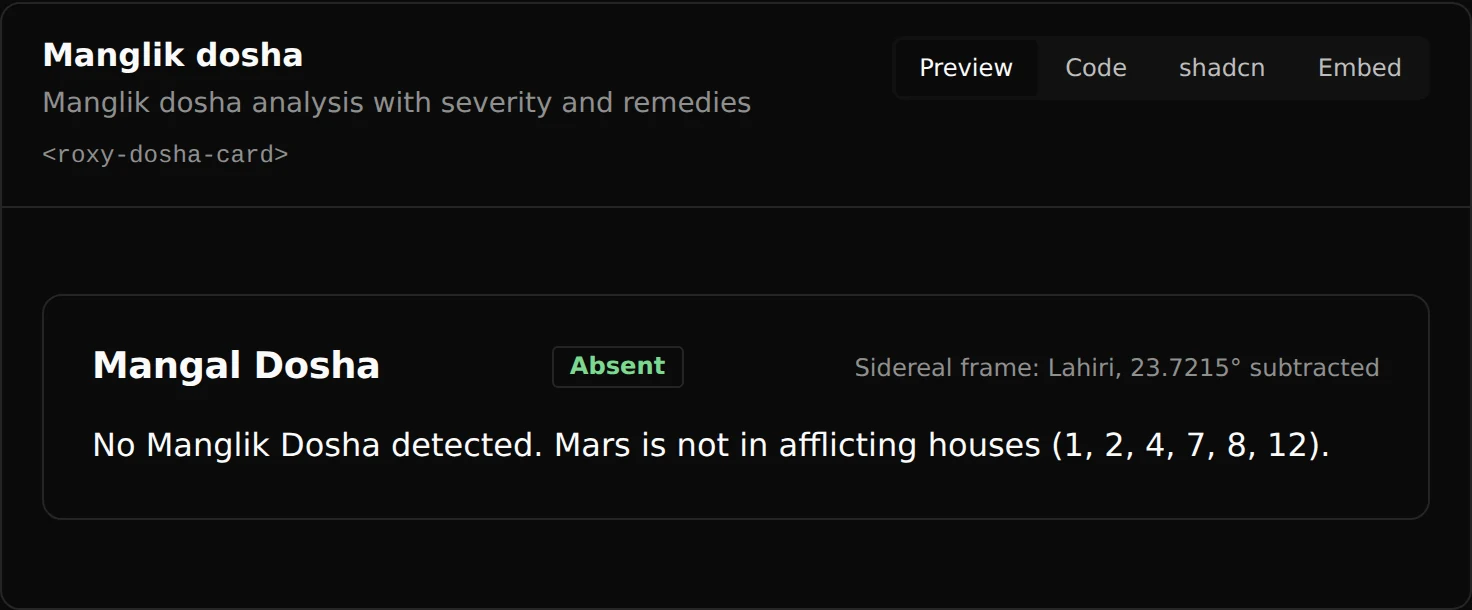 Manglik dosha
Manglik dosha analysis with severity and remedies
<roxy-dosha-card>
Preview Code shadcn Embed
Mangal Dosha Absent Sidereal frame: Lahiri, 23.7215° subtracted
No Manglik Dosha detected. Mars is not in afflicting houses (1, 2, 4, 7, 8, 12).